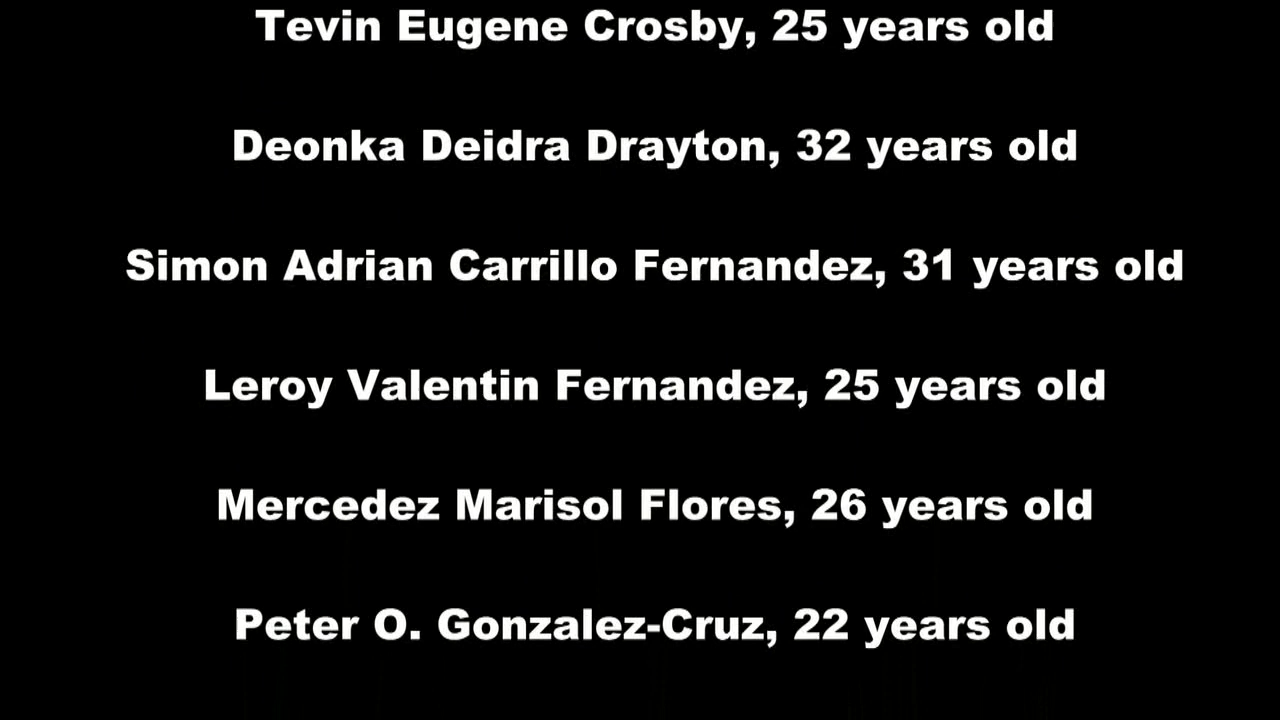 Tevin Eugene Crosby, 25 years old
Deonka Deidra Drayton, 32 years old
Simon Adrian Carrillo Fernandez, 31 years old
Leroy Valentin Fernandez, 25 years old
Mercedez Marisol Flores, 26 years old
Peter O. Gonzalez-Cruz, 22 years old